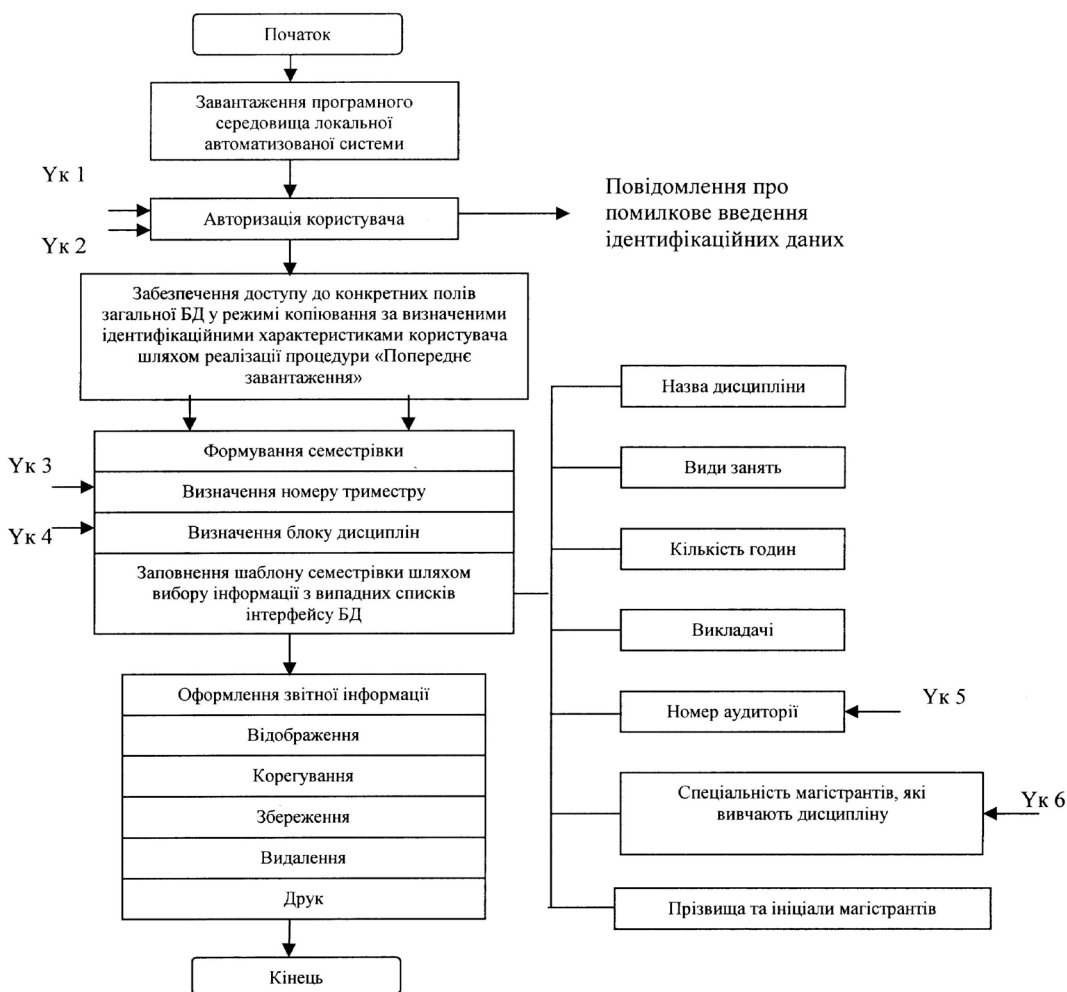 Початок
Завантаження програмного
середовища локальної
автоматизованої системи
Yк 1
Авторизація користувача
Yк 2
Повідомлення про
помилкове введення
ідентифікаційних даних
Забезпечення доступу до конкретних полів
загальної БД у режимі копіювання за визначеними
ідентифікаційними характеристиками користувача
шляхом реалізації процедури «Попереднє
завантаження»
Формування семестрівки
Yк 3
Визначення номеру триместру
Yк 4
Визначення блоку дисциплін
Заповнення шаблону семестрівки шляхом
вибору інформації з випадних списків
інтерфейсу БД
Назва дисципліни
Види занять
Кількість годин
Викладачі
Номер аудиторії
Yк 5
Спеціальність магістрантів, які
вивчають дисципліну
Yк 6
Прізвища та ініціали магістрантів
Оформлення звітної інформації
Відображення
Корегування
Збереження
Видалення
Друк
Кінець